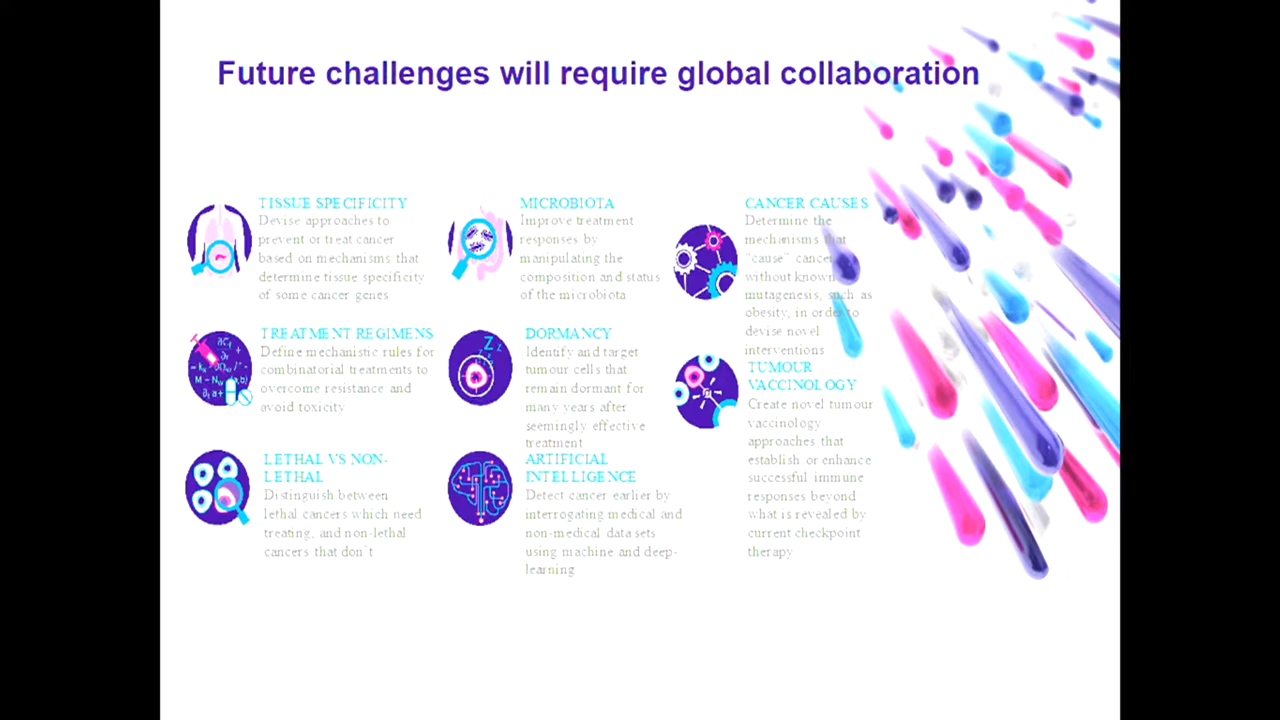 Future challenges will require global collaboration
TISSUE SPECIFICITY
Devise approaches to
prevent or treat cancer
based on mechanisms that
determine tissue specificity
of some cancer genes
TREATMENT REGIMENS
Define mechanistic rules for
combinatorial treatments to
overcome resistance and
avoid toxicity
LETHAL VS NON-
LETHAL
Distinguish between
lethal cancers which need
treating, and non-lethal
cancers that don't
MICROBIOTA
Improve treatment
responses by
manipulating the
composition and status
of the microbiota
DORMANCY
Identify and target
tumour cells that
remain dormant for
many years after
seemingly effective
treatment
ARTIFICIAL
INTELLIGENCE
Detect cancer earlier by
interrogating medical and
non-medical data sets
using machine and deep-
learning
CANCER CAUSES
Determine the
mechanisms that
"cause" cancer
without known
mutagenesis, such as
obesity, in order to
devise novel
interventions
TUMOUR
VACCINOLOGY
Create novel tumour
vaccinology
approaches that
establish or enhance
successful immune
responses beyond
what is revealed by
current checkpoint
therapy